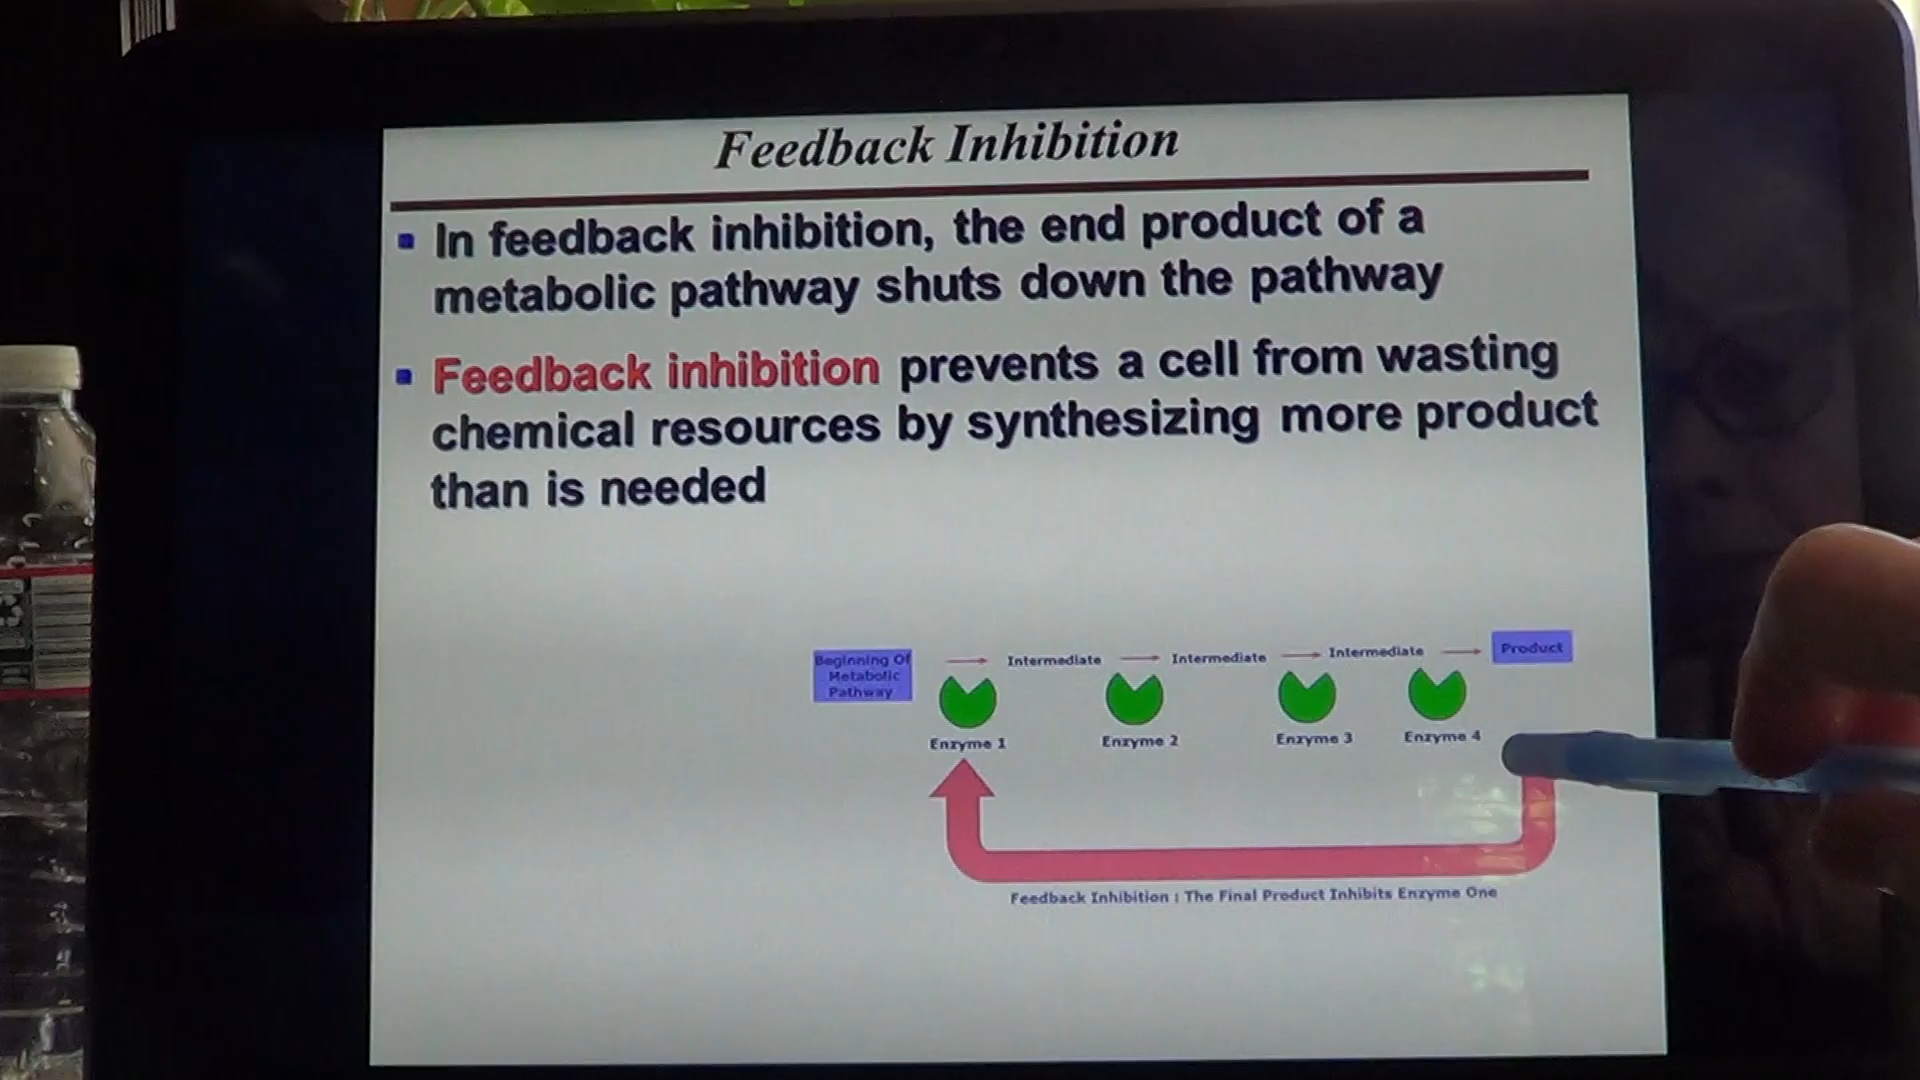 Feedback Inhibition
In feedback inhibition, the end product of a
metabolic pathway shuts down the pathway
Feedback inhibition prevents a cell from wasting
chemical resources by synthesizing more product
than is needed
Beginning Of
Metabolic
Pathway
Intermediate
Intermediate
Intermediate
Product
Enzyme 1
Enzyme 2
Enzyme 3
Enzyme 4
Feedback Inhibition : The Final Product Inhibits Enzyme One